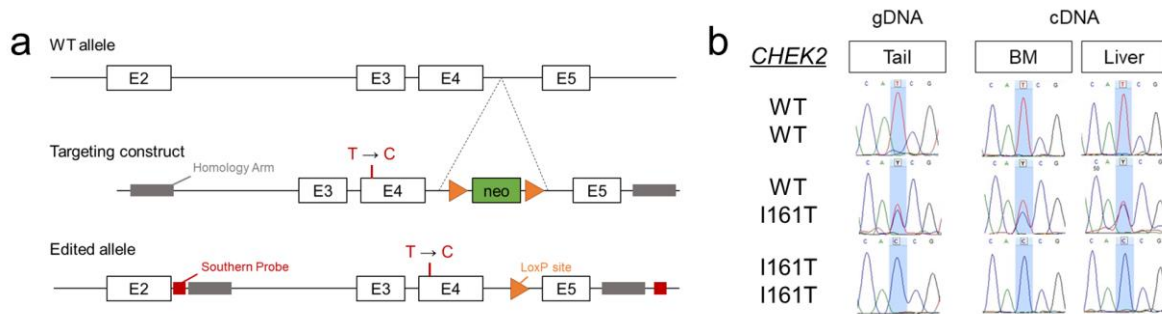 a
WT allele
E2
E3
E4
E5
Targeting construct
Homology Arm
T → C
E3
E4
neo
E5
Edited allele
Southern Probe
T → C
LoxP site
E2
E3
E4
E5
b
gDNA
cDNA
CHEK2
Tail
BM
Liver
WT
WT
C A T C G
C A T C G
C A T C G
WT
I161T
C A T C G
C A T C G
C A T C G
50
I161T
I161T
C A C C G
C A C C G
C A C C G